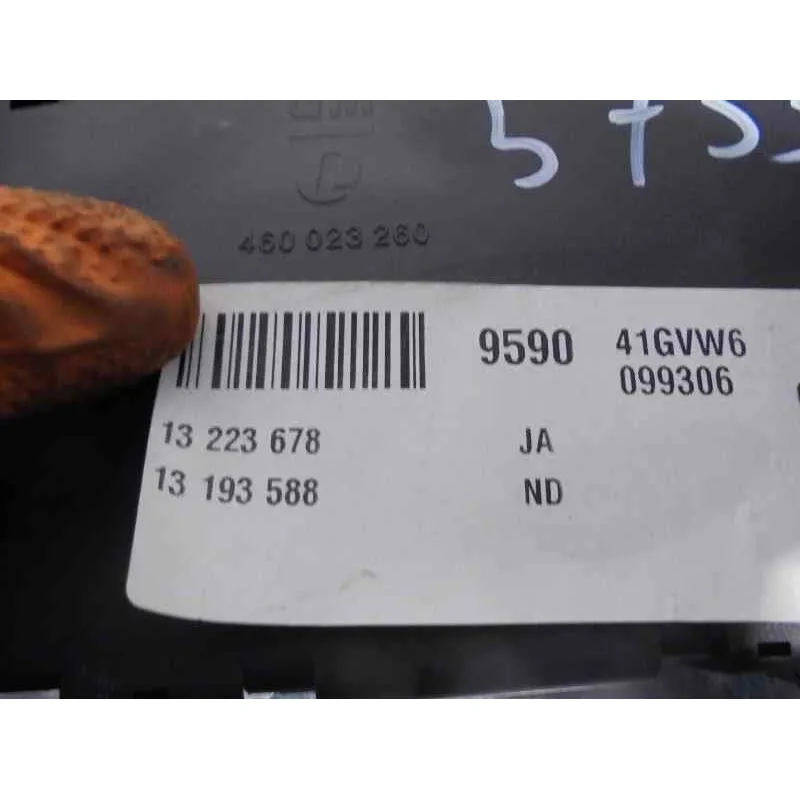 460 023 260
9590 41GVW6
099306
13 223 678 JA
13 193 588 ND